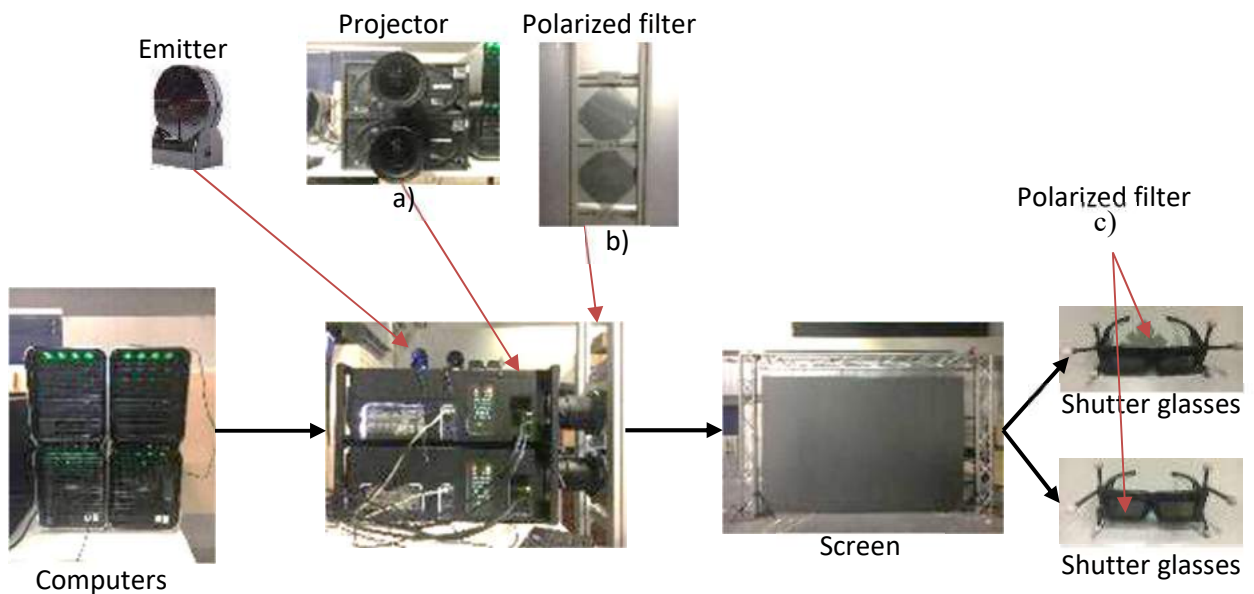 Emitter
Projector
Polarized filter
a)
b)
Polarized filter
c)
Computers
Screen
Shutter glasses
Shutter glasses